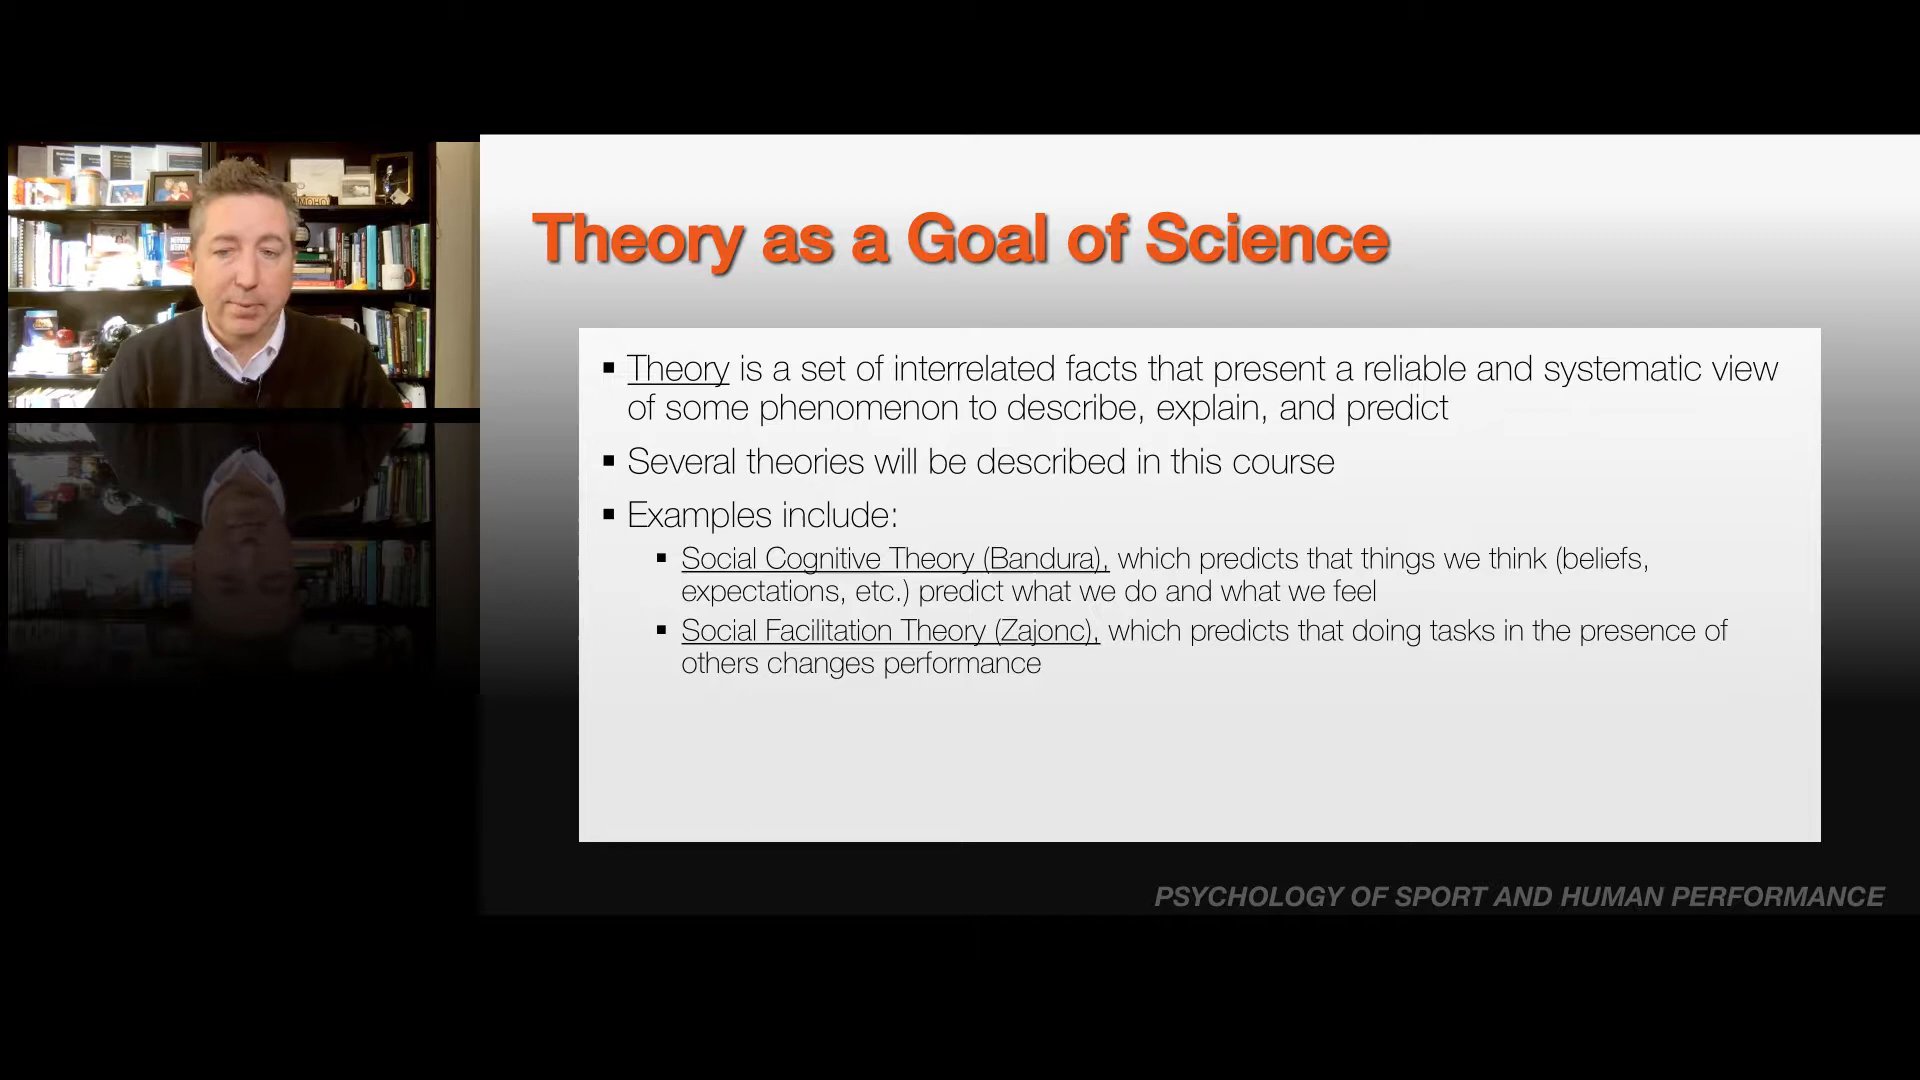 Theory as a Goal of Science
▪ Theory is a set of interrelated facts that present a reliable and systematic view
of some phenomenon to describe, explain, and predict
▪ Several theories will be described in this course
▪ Examples include:
▪ Social Cognitive Theory (Bandura), which predicts that things we think (beliefs,
expectations, etc.) predict what we do and what we feel
▪ Social Facilitation Theory (Zajonc), which predicts that doing tasks in the presence of
others changes performance
PSYCHOLOGY OF SPORT AND HUMAN PERFORMANCE